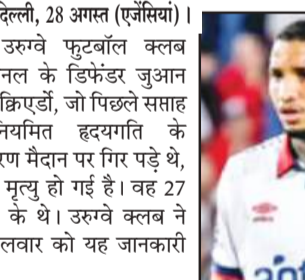 दिल्ली, 28 अगस्त (एजेंसियां)।
उरुग्वे फुटबॉल क्लब
नल के डिफेंडर जुआन
क्विएर्डो, जो पिछले सप्ताह
नियमित हृदयगति के
रण मैदान पर गिर पड़े थे,
मृत्यु हो गई है। वह 27
के थे। उरुग्वे क्लब ने
लवार को यह जानकारी
umbro